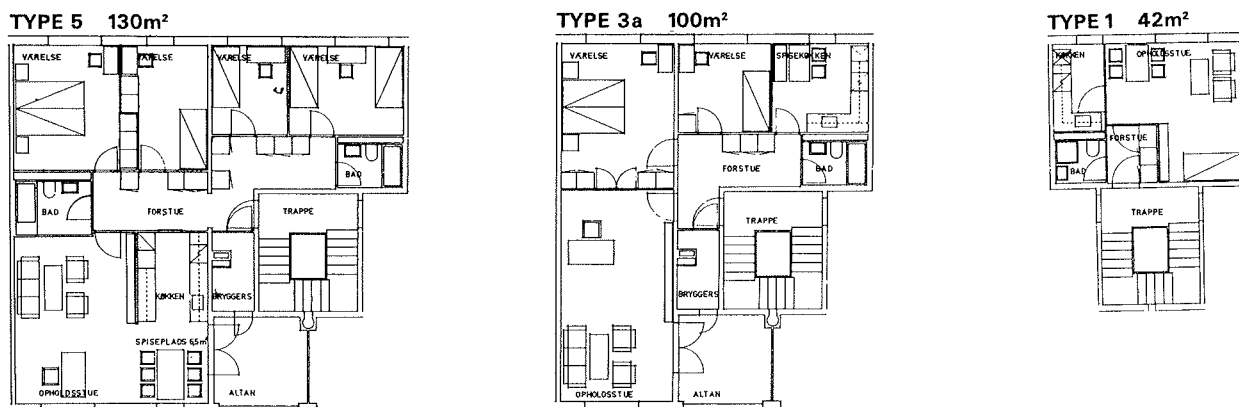 TYPE 5 130m²
VÆRELSE
VÆRELSE
VÆRELSE
VÆRELSE
BAD
BAD
FORSTUE
TRAPPE
KØKKEN
BRYGGERS
SPISEPLADS 6,5m²
OPHOLDSSTUE
ALTAN
TYPE 3a 100m²
VÆRELSE
VÆRELSE
SPISEKØKKEN
FORSTUE
BAD
TRAPPE
BRYGGERS
OPHOLDSSTUE
ALTAN
TYPE 1 42m²
KØKKEN
OPHOLDSSTUE
FORSTUE
BAD
TRAPPE